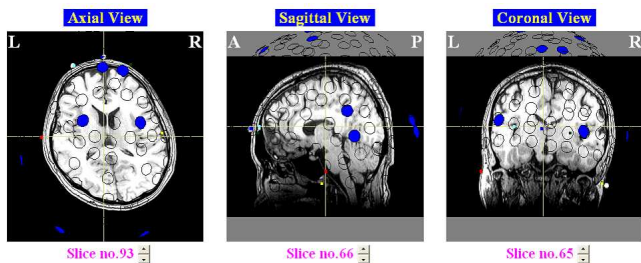 Axial View
Sagittal View
Coronal View
L R
A P
L R
Slice no.93
Slice no.66
Slice no.65